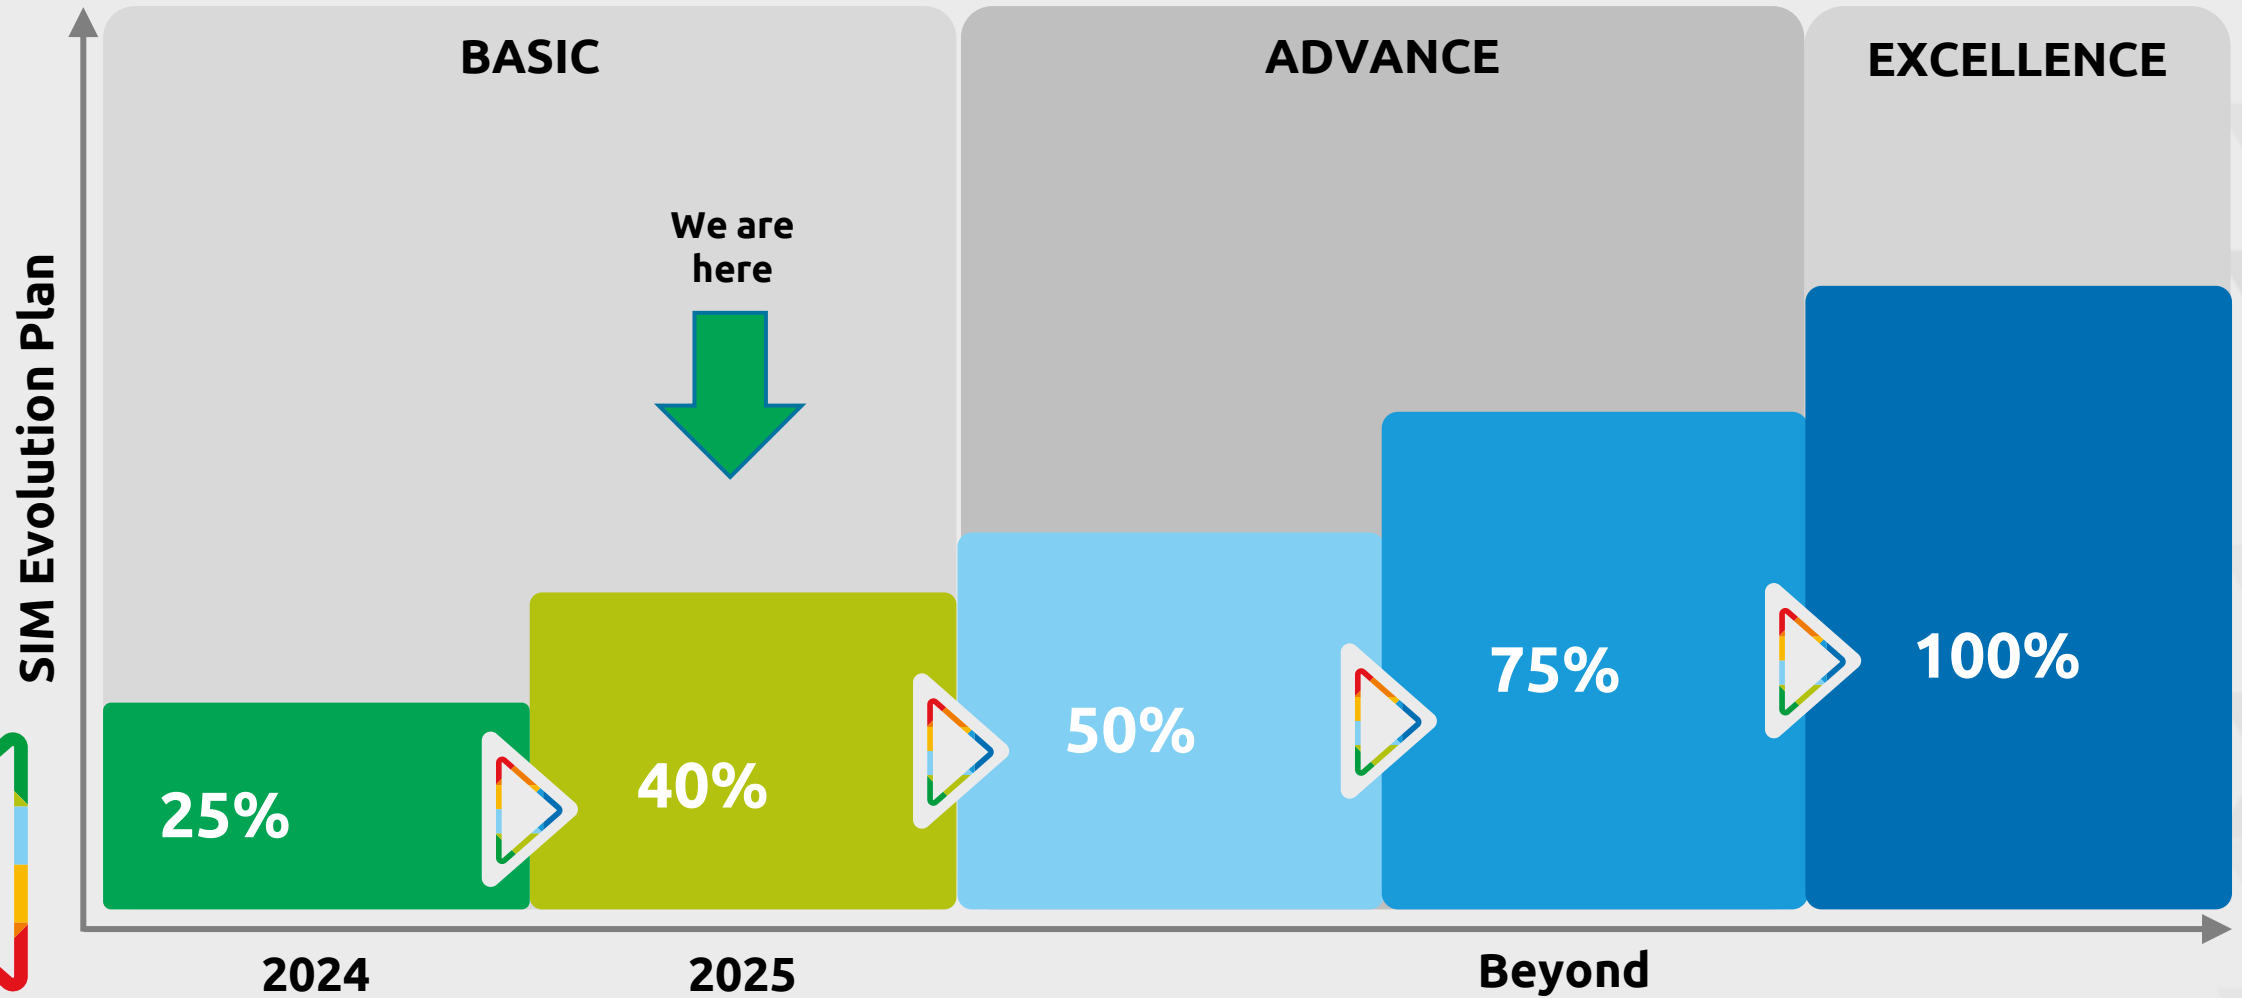 BASIC
ADVANCE
EXCELLENCE
We are
here
SIM Evolution Plan
25%
40%
50%
75%
100%
2024
2025
Beyond